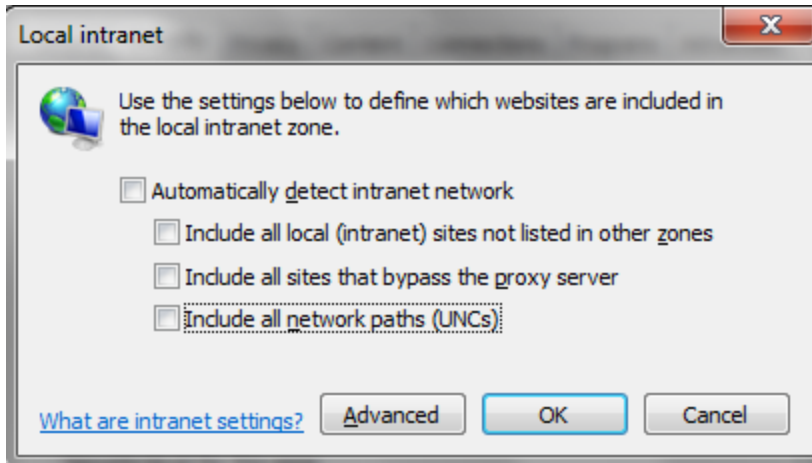 Local intranet
Use the settings below to define which websites are included in
the local intranet zone.
Automatically detect intranet network
Include all local (intranet) sites not listed in other zones
Include all sites that bypass the proxy server
Include all network paths (UNCs)
What are intranet settings?
Advanced
OK
Cancel